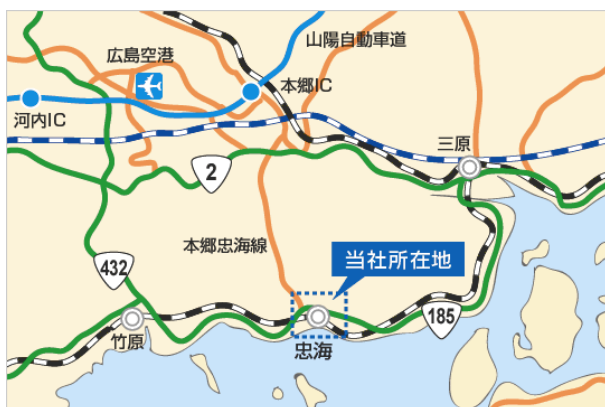 山陽自動車道
広島空港
本郷IC
河内IC
三原
2
本郷忠海線
当社所在地
432
185
竹原
忠海